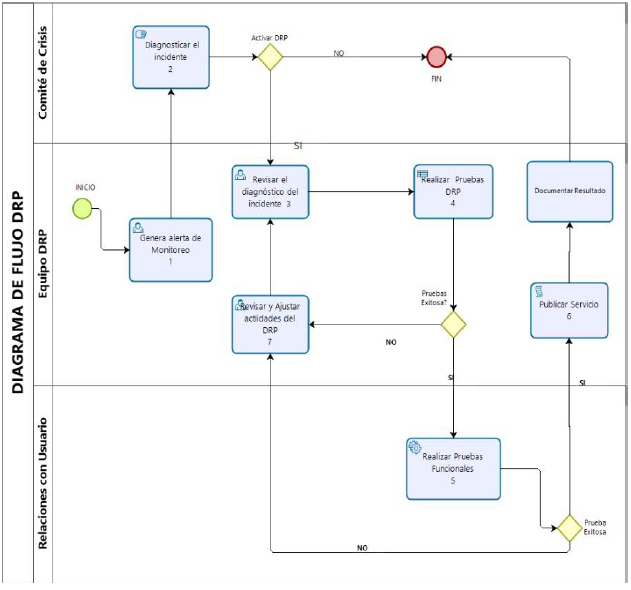 DIAGRAMA DE FLUJO DRP
Comité de Crisis
Diagnosticar el
incidente
2
Activar DRP
NO
FIN
SI
Equipo DRP
INICIO
Genera alerta de
Monitoreo
1
Revisar el
diagnóstico del
incidente 3
Realizar Pruebas
DRP
4
Documentar Resultado
Pruebas
Exitosa?
NO
SI
Revisar y Ajustar
actiidades del
DRP
7
Publicar Servicio
6
SI
Relaciones con Usuario
Realizar Pruebas
Funcionales
5
Prueba
Exitosa
NO